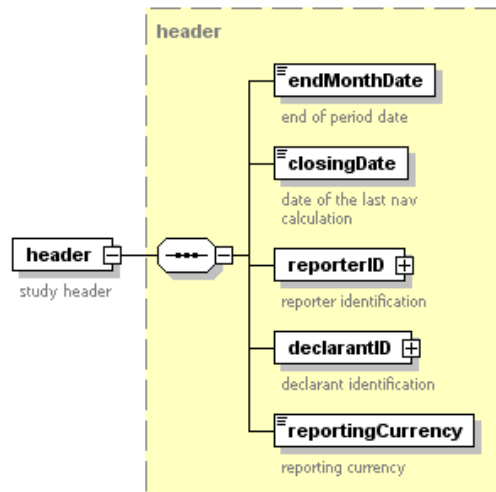 header
endMonthDate
end of period date
closingDate
date of the last nav
calculation
header
study header
reporterID
reporter identification
declarantID
declarant identification
reportingCurrency
reporting currency